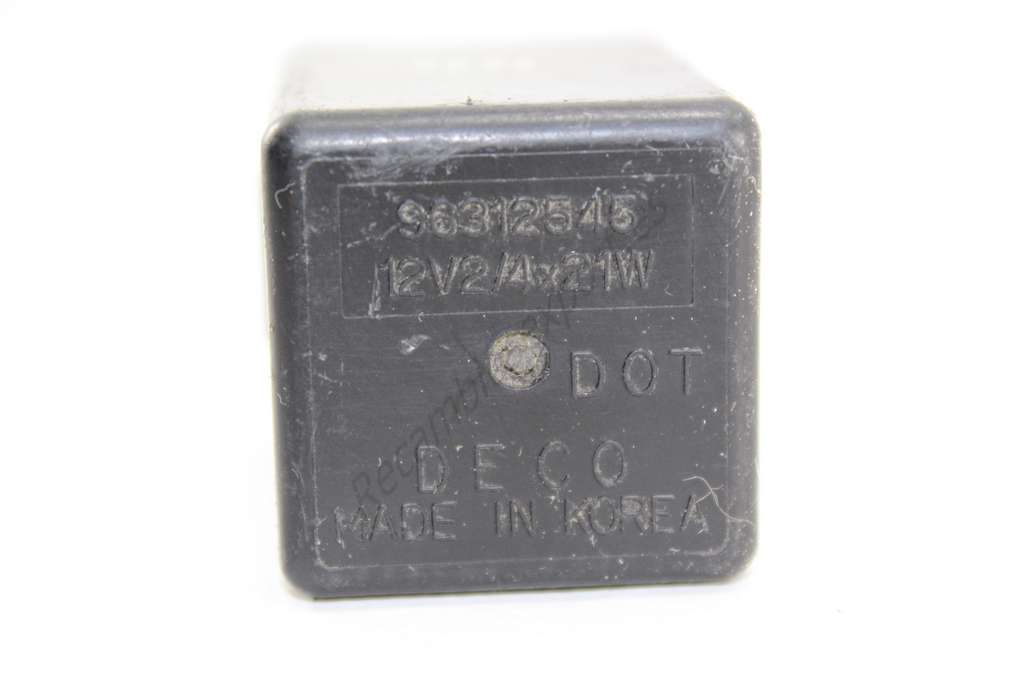 96312545
12V2/4x21W
DOT
DECO
MADE IN KOREA